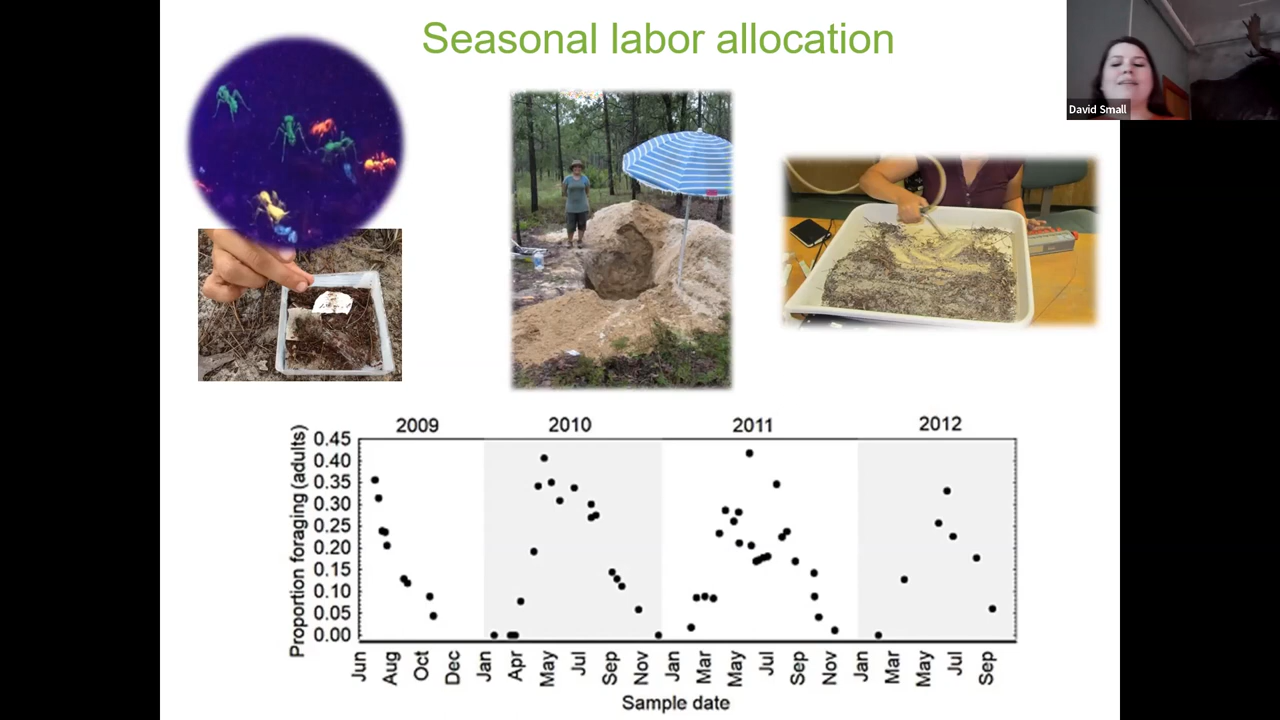 Seasonal labor allocation
David Small
2009 2010 2011 2012
Proportion foraging (adults)
0.45
0.40
0.35
0.30
0.25
0.20
0.15
0.10
0.05
0.00
Jun Aug Oct Dec Jan Apr May Jul Sep Nov Jan Mar May Jul Sep Nov Jan Mar May Jul Sep
Sample date